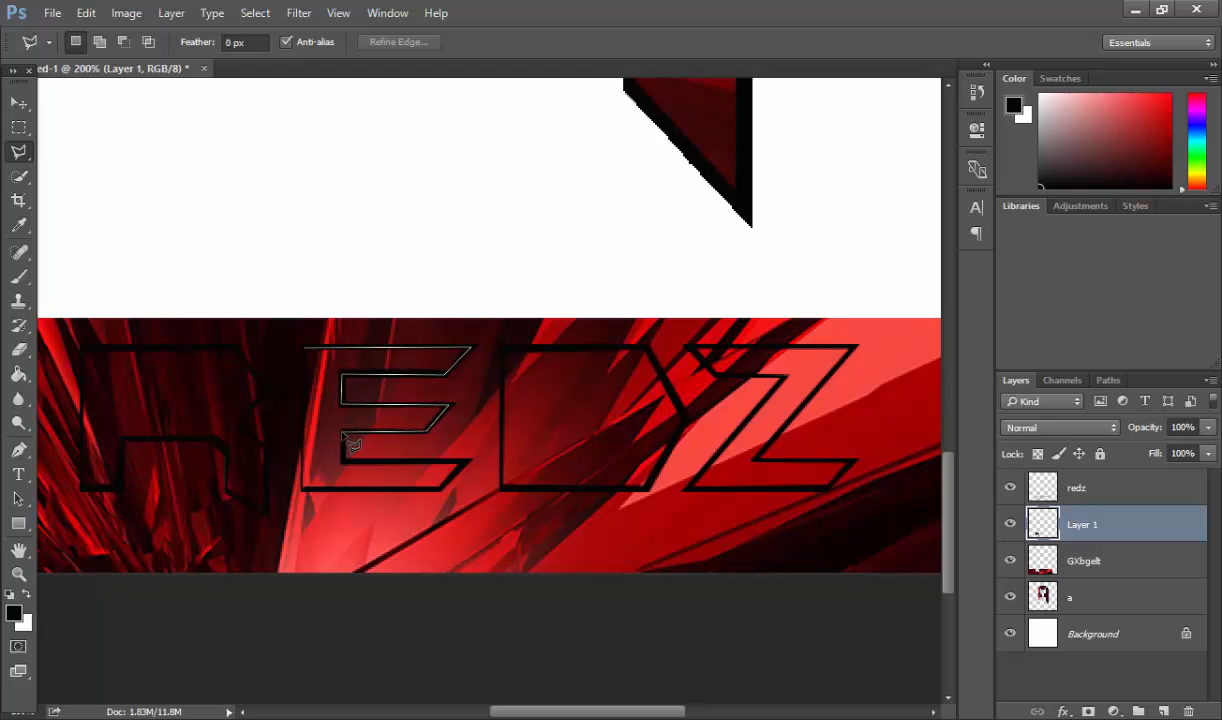 Ps File Edit Image Layer Type Select Filter View Window Help
Feather: 0 px Anti-alias Refine Edge... Essentials
ed-1 @ 200% (Layer 1, RGB/8) * ×
Color Swatches
Libraries Adjustments Styles
Layers Channels Paths
Kind
Normal Opacity: 100%
Lock: Fill: 100%
redz
Layer 1
GXbgelt
a
Background
Doc: 1.83M/11.8M